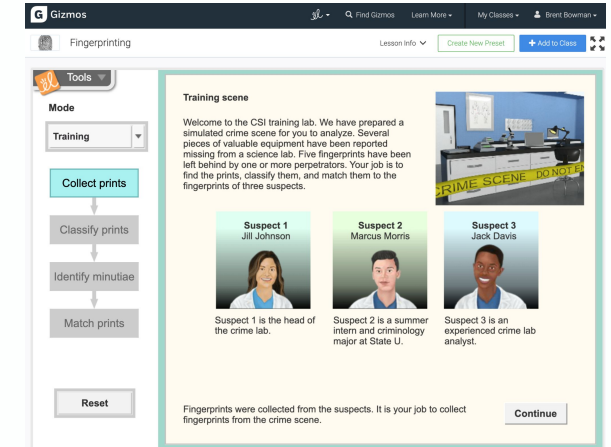 G Gizmos
Find Gizmos
Learn More
My Classes
Brent Bowman
Fingerprinting
Lesson Info
Create New Preset
+ Add to Class
Tools
Mode
Training
Collect prints
Classify prints
Identify minutiae
Match prints
Reset
Training scene
Welcome to the CSI training lab. We have prepared a
simulated crime scene for you to analyze. Several
pieces of valuable equipment have been reported
missing from a science lab. Five fingerprints have been
left behind by one or more perpetrators. Your job is to
find the prints, classify them, and match them to the
fingerprints of three suspects.
CRIME SCENE DO NOT EN
Suspect 1
Jill Johnson
Suspect 1 is the head of
the crime lab.
Suspect 2
Marcus Morris
Suspect 2 is a summer
intern and criminology
major at State U.
Suspect 3
Jack Davis
Suspect 3 is an
experienced crime lab
analyst.
Fingerprints were collected from the suspects. It is your job to collect
fingerprints from the crime scene.
Continue